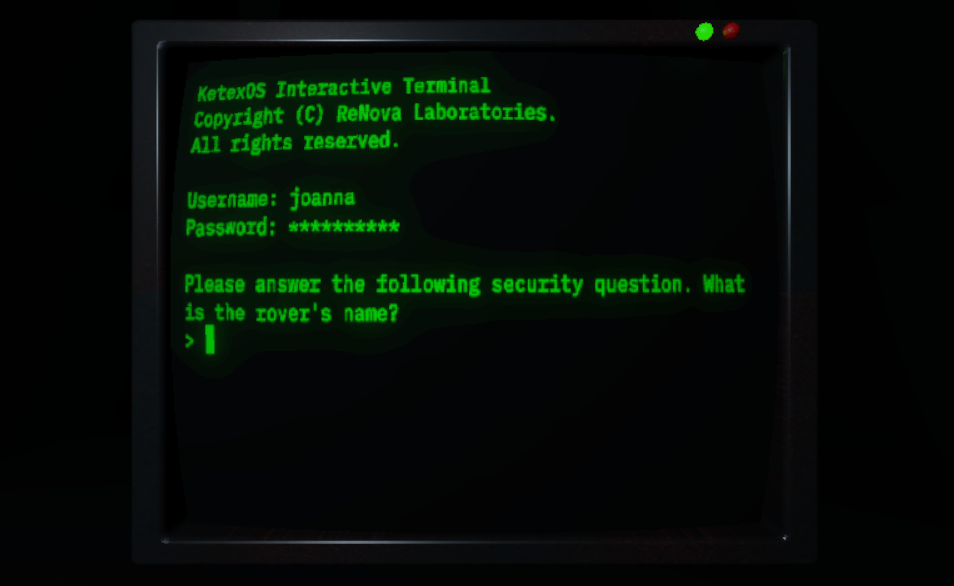 KetexOS Interactive Terminal
Copyright (C) ReNova Laboratories.
All rights reserved.
Username: joanna
Password: **********
Please answer the following security question. What
is the rover's name?
>